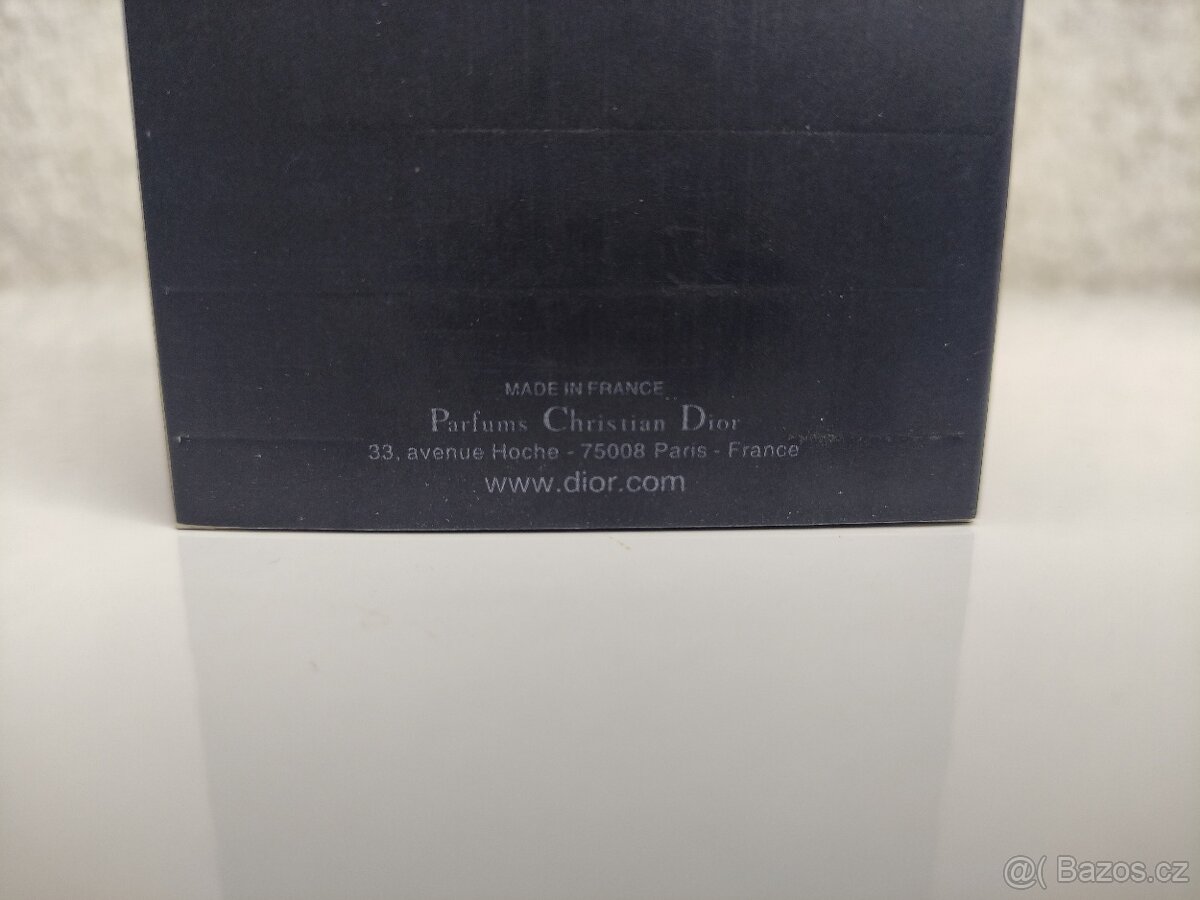 MADE IN FRANCE
Parfums Christian Dior
33, avenue Hoche - 75008 Paris - France
www.dior.com
@( Bazos.cz